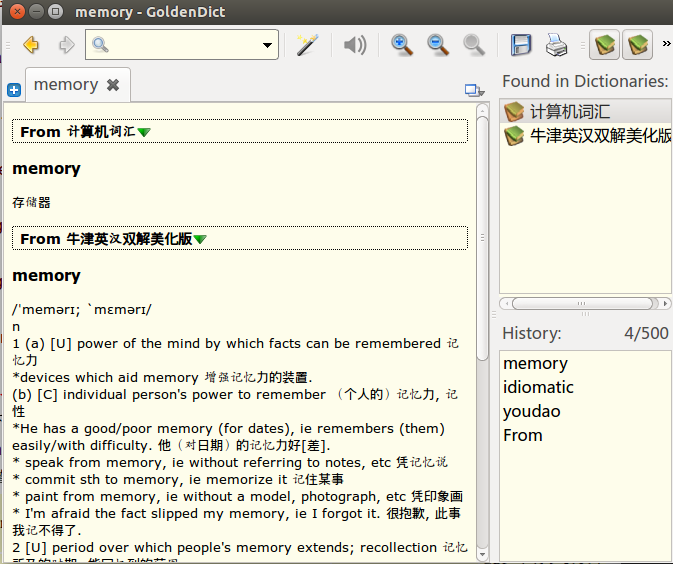 memory - GoldenDict
memory
From 计算机词汇
memory
存储器
From 牛津英汉双解美化版
memory
/ˈmemərɪ; ˋmɛmərɪ/
n
1 (a) [U] power of the mind by which facts can be remembered 记
忆力
*devices which aid memory 增强记忆力的装置.
(b) [C] individual person's power to remember （个人的）记忆力, 记
性
*He has a good/poor memory (for dates), ie remembers (them)
easily/with difficulty. 他（对日期）的记忆力好[差].
* speak from memory, ie without referring to notes, etc 凭记忆说
* commit sth to memory, ie memorize it 记住某事
* paint from memory, ie without a model, photograph, etc 凭印象画
* I'm afraid the fact slipped my memory, ie I forgot it. 很抱歉, 此事
我记不得了.
2 [U] period over which people's memory extends; recollection 记忆
Found in Dictionaries:
计算机词汇
牛津英汉双解美化版
History: 4/500
memory
idiomatic
youdao
From